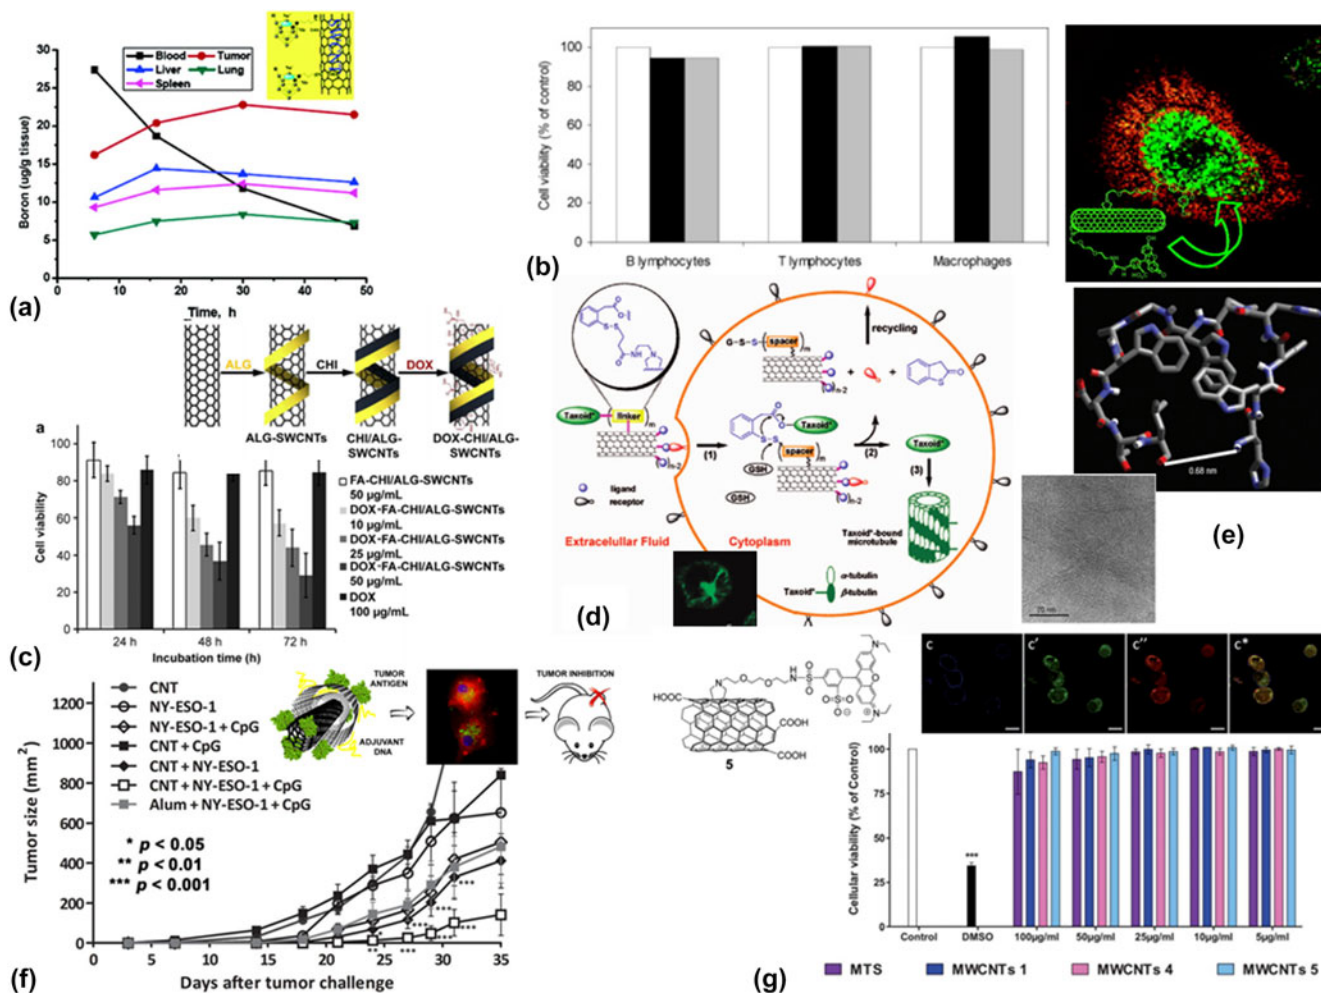 Blood
Tumor
Liver
Lung
Spleen
Boron (ug/g tissue)
30
25
20
15
10
5
0
0
10
20
30
40
50
Time, h
(a)
Cell viability (% of control)
100
80
60
40
20
0
B lymphocytes
T lymphocytes
Macrophages
(b)
ALG
CHI
DOX
ALG-SWCNTs
CHI/ALG-
SWCNTs
DOX-CHI/ALG-
SWCNTs
a
Cell viability
100
80
60
40
20
0
24 h
48 h
72 h
Incubation time (h)
FA-CHI/ALG-SWCNTs
50 µg/mL
DOX-FA-CHI/ALG-SWCNTs
10 µg/mL
DOX-FA-CHI/ALG-SWCNTs
25 µg/mL
DOX-FA-CHI/ALG-SWCNTs
50 µg/mL
DOX
100 µg/mL
(c)
recycling
G-S-S
spacer
m
n-2
Taxoid*
linker
m
n-2
(1)
S-S
Taxoid*
spacer
m
n-2
GSH
GSH
(2)
Taxoid*
(3)
ligand
receptor
Extracelullar Fluid
Cytoplasm
Taxoid*-bound
microtubule
Taxoid*
α-tubulin
β-tubulin
(d)
0.68 nm
(e)
Tumor size (mm²)
1200
1000
800
600
400
200
0
0
5
10
15
20
25
30
35
Days after tumor challenge
CNT
NY-ESO-1
NY-ESO-1 + CpG
CNT + CpG
CNT + NY-ESO-1
CNT + NY-ESO-1 + CpG
Alum + NY-ESO-1 + CpG
* p < 0.05
** p < 0.01
*** p < 0.001
TUMOR
ANTIGEN
ADJUVANT
DNA
TUMOR INHIBITION
***
(f)
HOOC
COOH
COOH
5
c
c'
c''
c*
Cellular viability (% of Control)
100
75
50
25
0
***
Control
DMSO
100µg/ml
50µg/ml
25µg/ml
10µg/ml
5µg/ml
MTS
MWCNTs 1
MWCNTs 4
MWCNTs 5
(g)